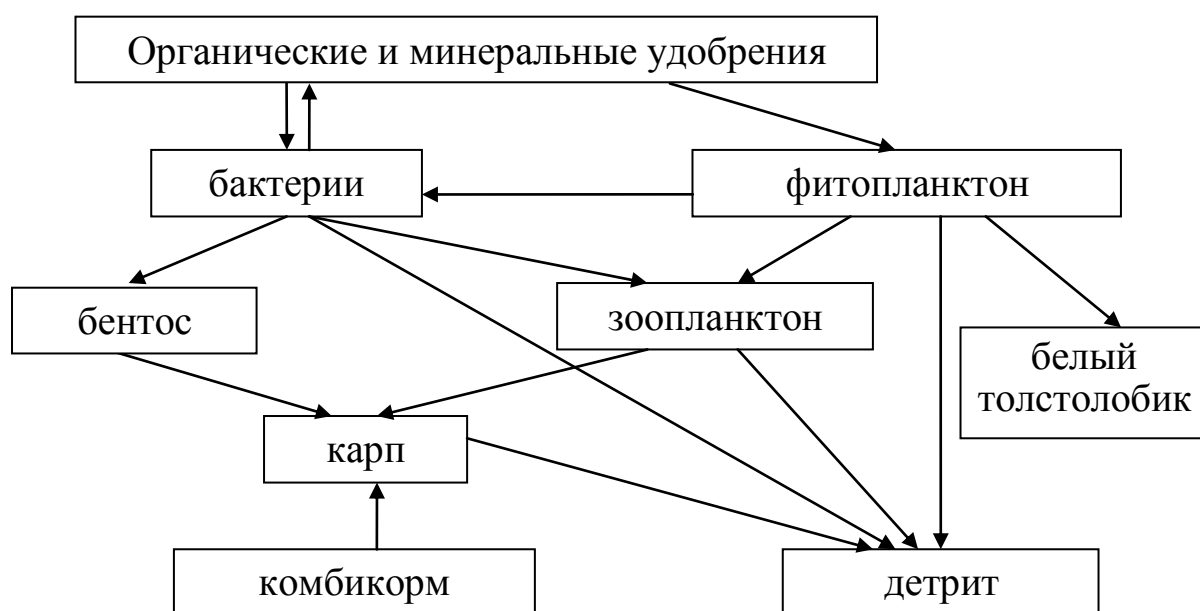 Органические и минеральные удобрения
бактерии
фитопланктон
бентос
зоопланктон
белый
толстолобик
карп
комбикорм
детрит